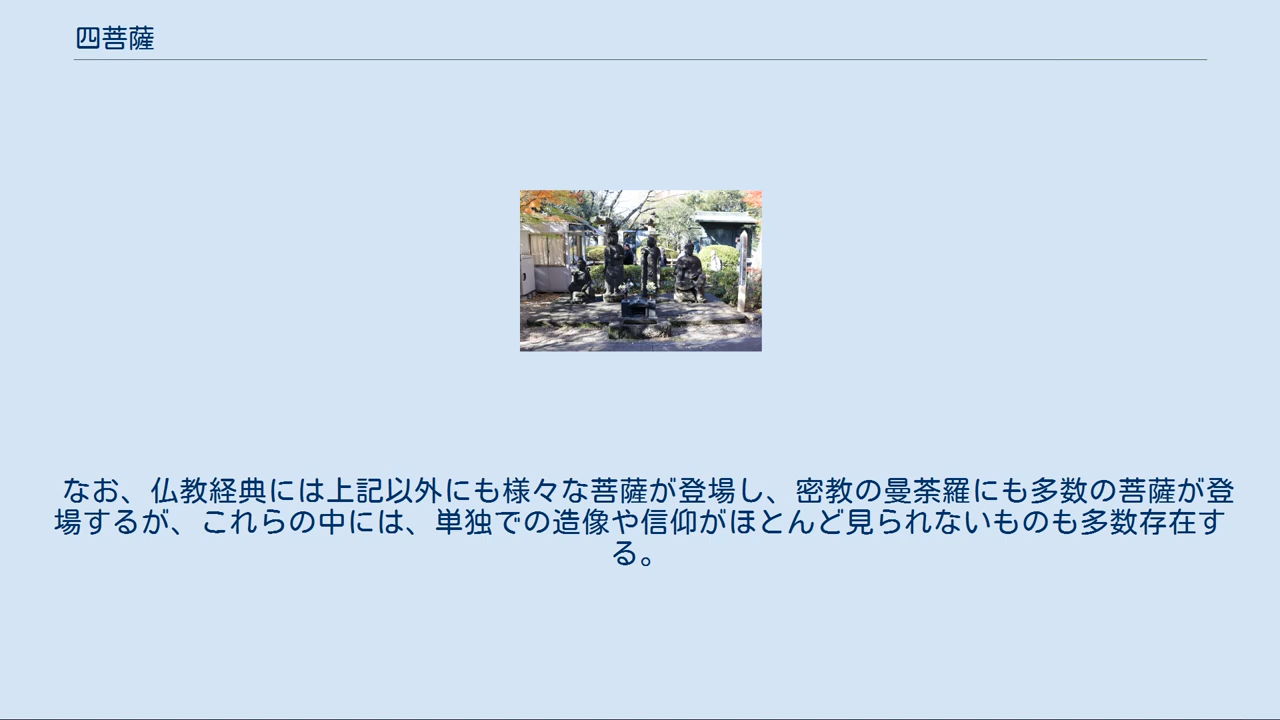 四菩薩
なお、仏教経典には上記以外にも様々な菩薩が登場し、密教の曼荼羅にも多数の菩薩が登
場するが、これらの中には、単独での造像や信仰がほとんど見られないものも多数存在す
る。